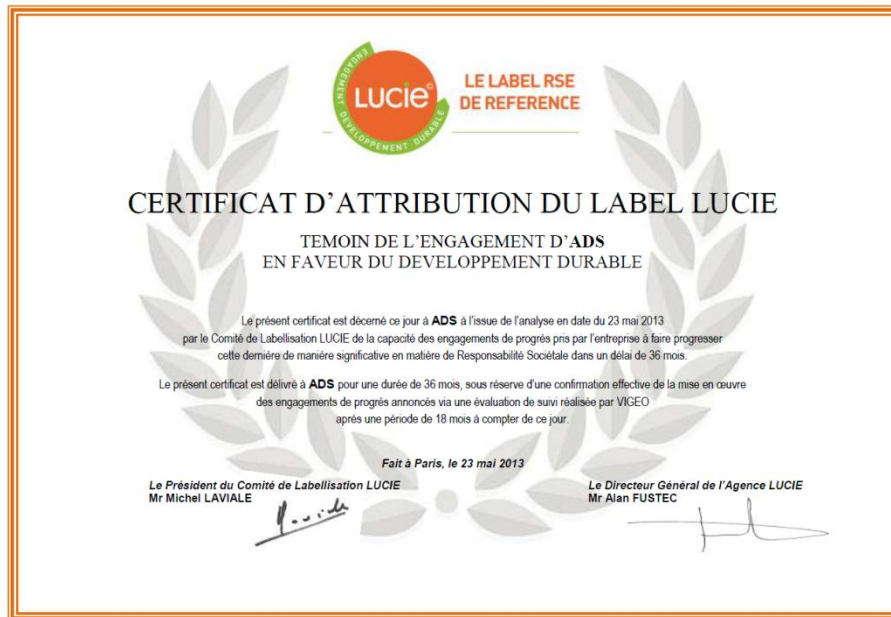 LUCIE
ENGAGEMENT DEVELOPPEMENT DURABLE
LE LABEL RSE
DE REFERENCE
CERTIFICAT D’ATTRIBUTION DU LABEL LUCIE
TEMOIN DE L’ENGAGEMENT D’ADS
EN FAVEUR DU DEVELOPPEMENT DURABLE
Le présent certificat est décerné ce jour à ADS à l’issue de l’analyse en date du 23 mai 2013
par le Comité de Labellisation LUCIE de la capacité des engagements de progrès pris par l’entreprise à faire progresser
cette dernière de manière significative en matière de Responsabilité Sociétale dans un délai de 36 mois.
Le présent certificat est délivré à ADS pour une durée de 36 mois, sous réserve d’une confirmation effective de la mise en œuvre
des engagements de progrès annoncés via une évaluation de suivi réalisée par VIGEO
après une période de 18 mois à compter de ce jour.
Fait à Paris, le 23 mai 2013
Le Président du Comité de Labellisation LUCIE
Mr Michel LAVIALE
Le Directeur Général de l’Agence LUCIE
Mr Alan FUSTEC